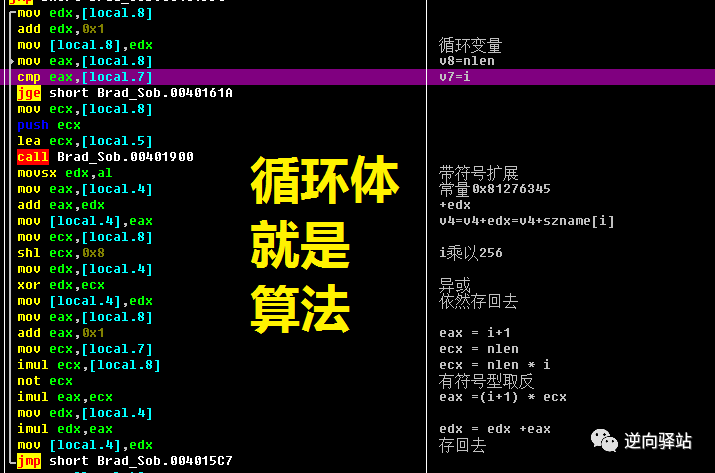 mov edx,[local.8]
add edx,0x1
mov [local.8],edx 循环变量
mov eax,[local.8] v8=nlen
cmp eax,[local.7] v7=i
jge short Brad_Sob.0040161A
mov ecx,[local.8]
push ecx
lea ecx,[local.5]
call Brad_Sob.00401900
movsx edx,al 带符号扩展
mov eax,[local.4] 常量0x81276345
add eax,edx +edx
mov [local.4],eax v4=v4+edx=v4+szname[i]
mov ecx,[local.8]
shl ecx,0x8 i乘以256
mov edx,[local.4]
xor edx,ecx 异或
mov [local.4],edx 依然存回去
mov eax,[local.8]
add eax,0x1 eax = i+1
mov ecx,[local.7] ecx = nlen
imul ecx,[local.8] ecx = nlen * i
not ecx 有符号型取反
imul eax,ecx eax =(i+1) * ecx
mov edx,[local.4]
imul edx,eax edx = edx +eax
mov [local.4],edx 存回去
jmp short Brad_Sob.004015C7
循环体
就是
算法
逆向驿站